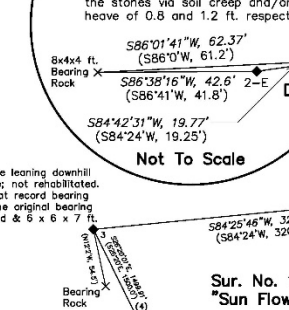 the stones via soil creep and/or
heave of 0.8 and 1.2 ft. respect
S86°01'41"W, 62.37'
(S86°0'W, 61.2')
8x4x4 ft.
Bearing
Rock
S86°38'16"W, 42.6'
(S86°41'W, 41.8')
2-E
S84°42'31"W, 19.77'
(S84°24'W, 19.25')
Not To Scale
e leaning downhill
; not rehabilitated.
at record bearing
e original bearing
d & 6 x 6 x 7 ft.
S84°25'46"W, 32
(S84°24'W, 320
3
Bearing
Rock
(4)
Sur. No.
"Sun Flow